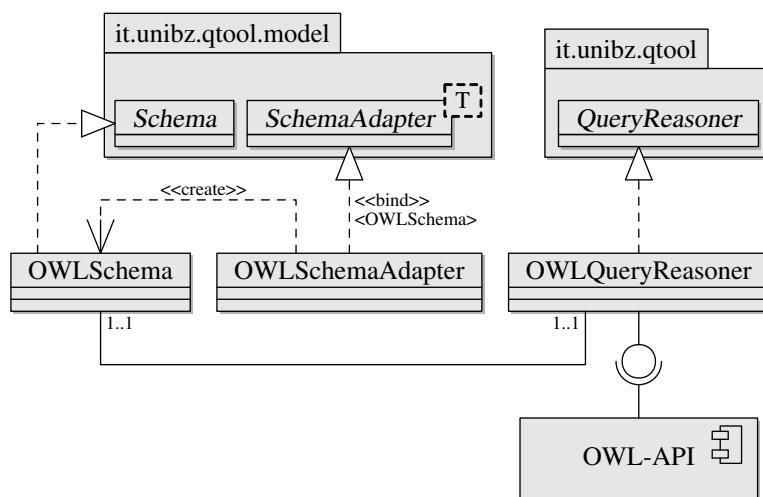 it.unibz.qtool.model
it.unibz.qtool
T
Schema
SchemaAdapter
QueryReasoner
<<create>>
<<bind>>
<OWLSchema>
OWLSchema
OWLSchemaAdapter
OWLQueryReasoner
1..1
1..1
OWL-API